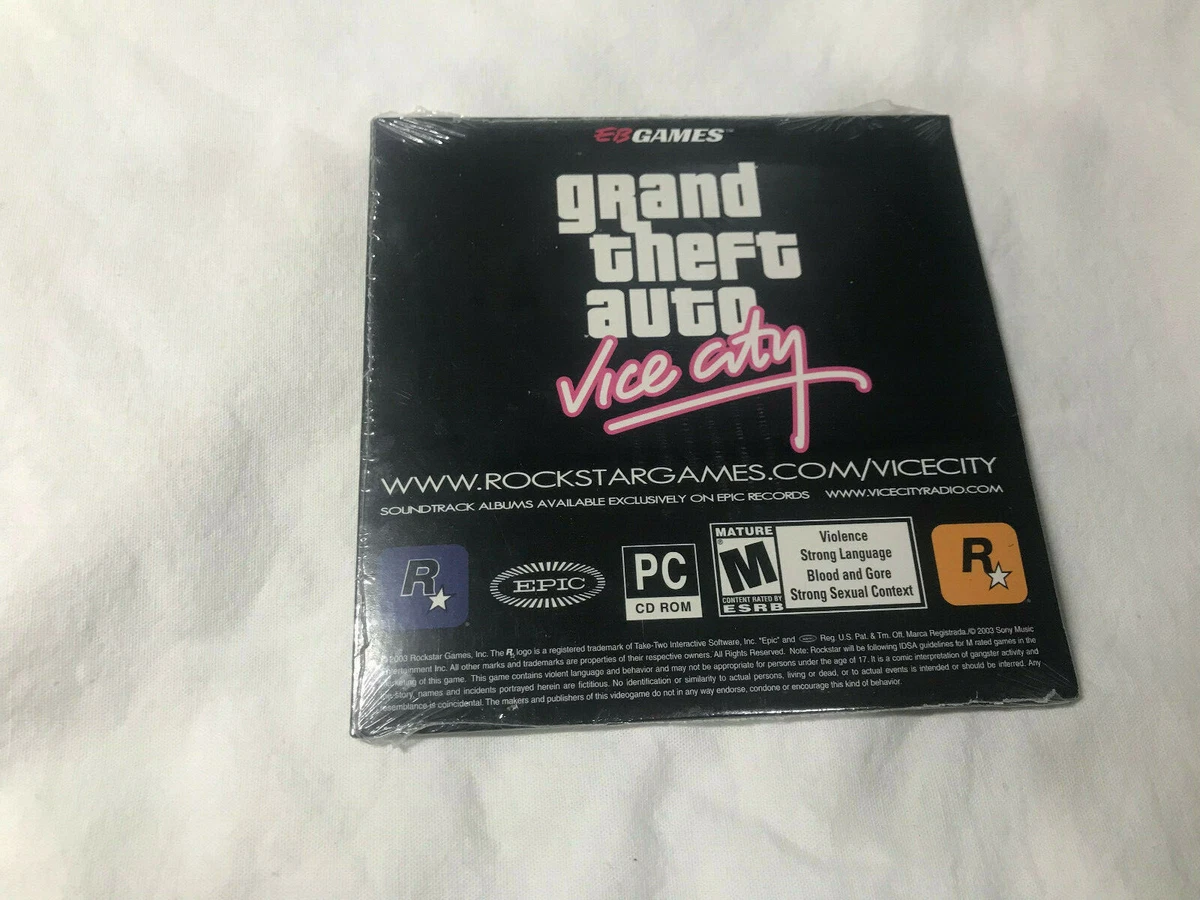 EBGAMES™
grand
theft
auto
Vice City
WWW.ROCKSTARGAMES.COM/VICECITY
SOUNDTRACK ALBUMS AVAILABLE EXCLUSIVELY ON EPIC RECORDS WWW.VICECITYRADIO.COM
R
EPIC
PC
CD ROM
MATURE
M
®
CONTENT RATED BY
ESRB
Violence
Strong Language
Blood and Gore
Strong Sexual Context
R
©2003 Rockstar Games, Inc. The R logo is a registered trademark of Take-Two Interactive Software, Inc. "Epic" and EPIC Reg. U.S. Pat. & Tm. Off. Marca Registrada./© 2003 Sony Music
Entertainment Inc. All other marks and trademarks are properties of their respective owners. All Rights Reserved. Note: Rockstar will be following IDSA guidelines for M rated games in the
marketing of this game. This game contains violent language and behavior and may not be appropriate for persons under the age of 17. It is a comic interpretation of gangster activity and
this story, names and incidents portrayed herein are fictitious. No identification or similarity to actual persons, living or dead, or to actual events is intended or should be inferred. Any
resemblance is coincidental. The makers and publishers of this videogame do not in any way endorse, condone or encourage this kind of behavior.